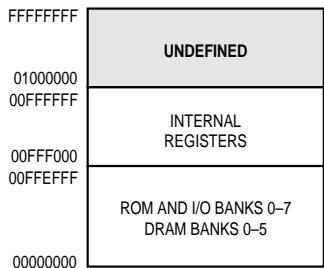 FFFFFFFF
UNDEFINED
01000000
00FFFFFF
INTERNAL
REGISTERS
00FFF000
00FFEFFF
ROM AND I/O BANKS 0–7
DRAM BANKS 0–5
00000000